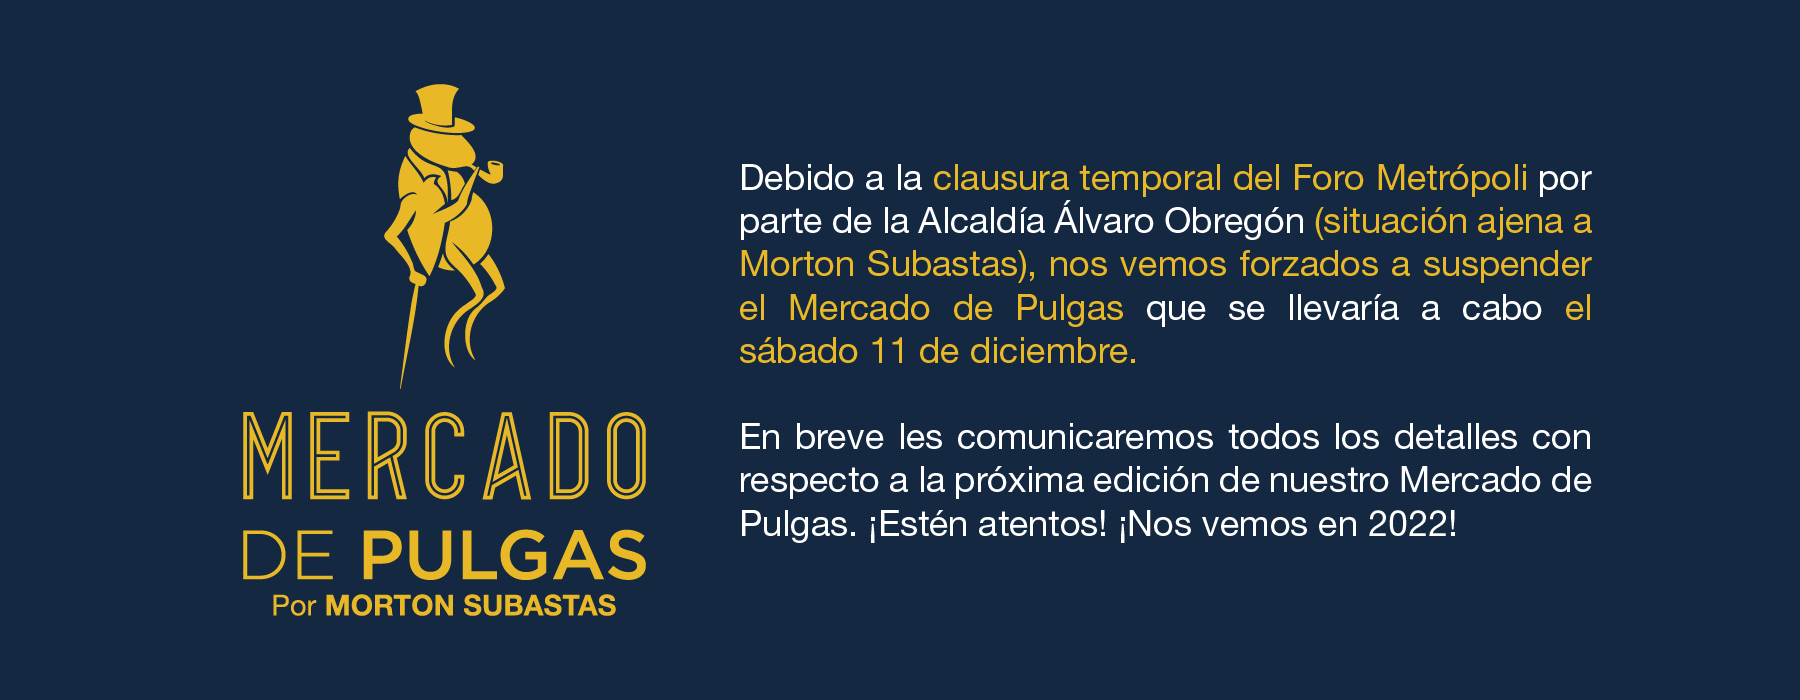 MERCADO
DE PULGAS
Por MORTON SUBASTAS
Debido a la clausura temporal del Foro Metrópoli por
parte de la Alcaldía Álvaro Obregón (situación ajena a
Morton Subastas), nos vemos forzados a suspender
el Mercado de Pulgas que se llevaría a cabo el
sábado 11 de diciembre.
En breve les comunicaremos todos los detalles con
respecto a la próxima edición de nuestro Mercado de
Pulgas. ¡Estén atentos! ¡Nos vemos en 2022!